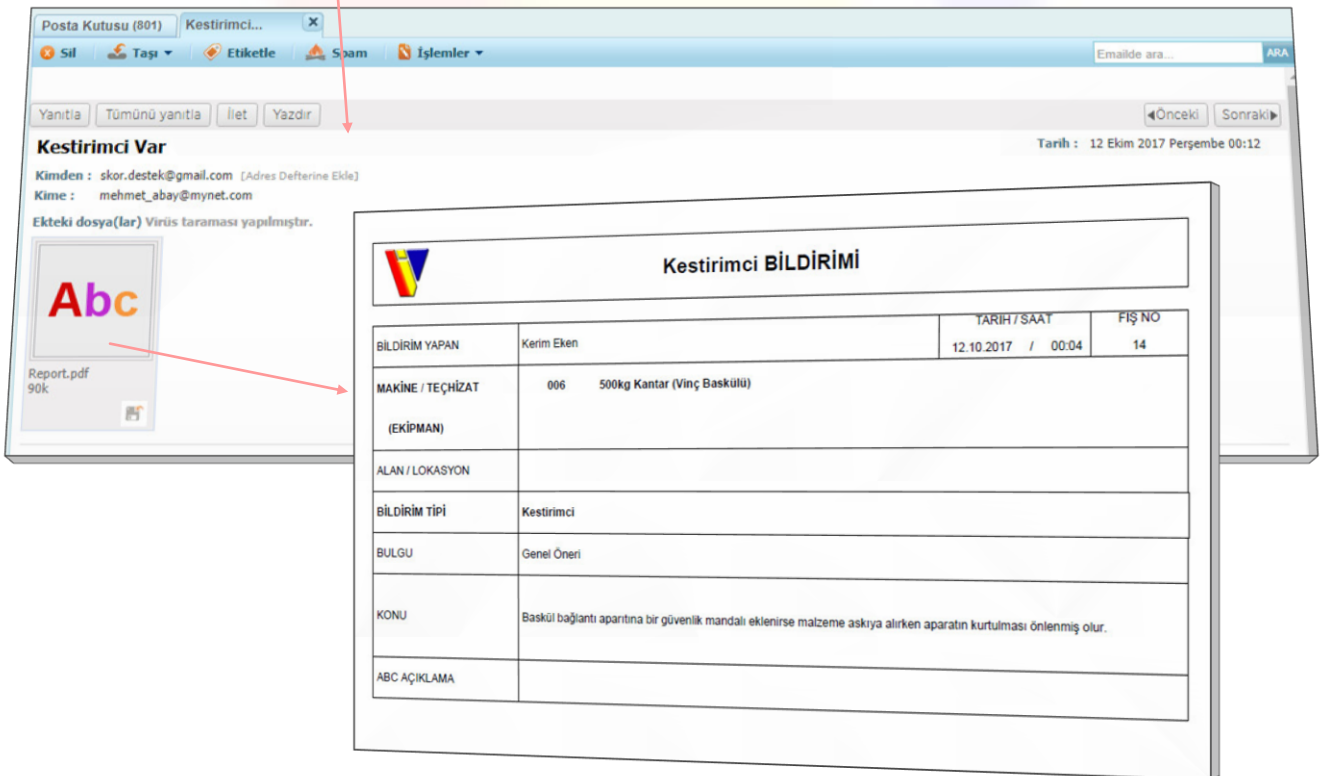 Posta Kutusu (801) Kestirimci...
Sil Taşı Etiketle Spam İşlemler Emailde ara... ARA
Yanıtla Tümünü yanıtla İlet Yazdır Önceki Sonraki
Kestirimci Var Tarih : 12 Ekim 2017 Perşembe 00:12
Kimden : skor.destek@gmail.com [Adres Defterine Ekle]
Kime : mehmet_abay@mynet.com
Ekteki dosya(lar) Virüs taraması yapılmıştır.
Abc
Report.pdf
90k
Kestirimci BİLDİRİMİ
TARIH / SAAT FIŞ NO
BİLDİRİM YAPAN Kerim Eken 12.10.2017 / 00:04 14
MAKİNE / TEÇHİZAT 006 500kg Kantar (Vinç Baskülü)
(EKİPMAN)
ALAN / LOKASYON
BİLDİRİM TİPİ Kestirimci
BULGU Genel Öneri
KONU Baskül bağlantı aparıtına bir güvenlik mandalı eklenirse malzeme askıya alırken aparatın kurtulması önlenmiş olur.
ABC AÇIKLAMA